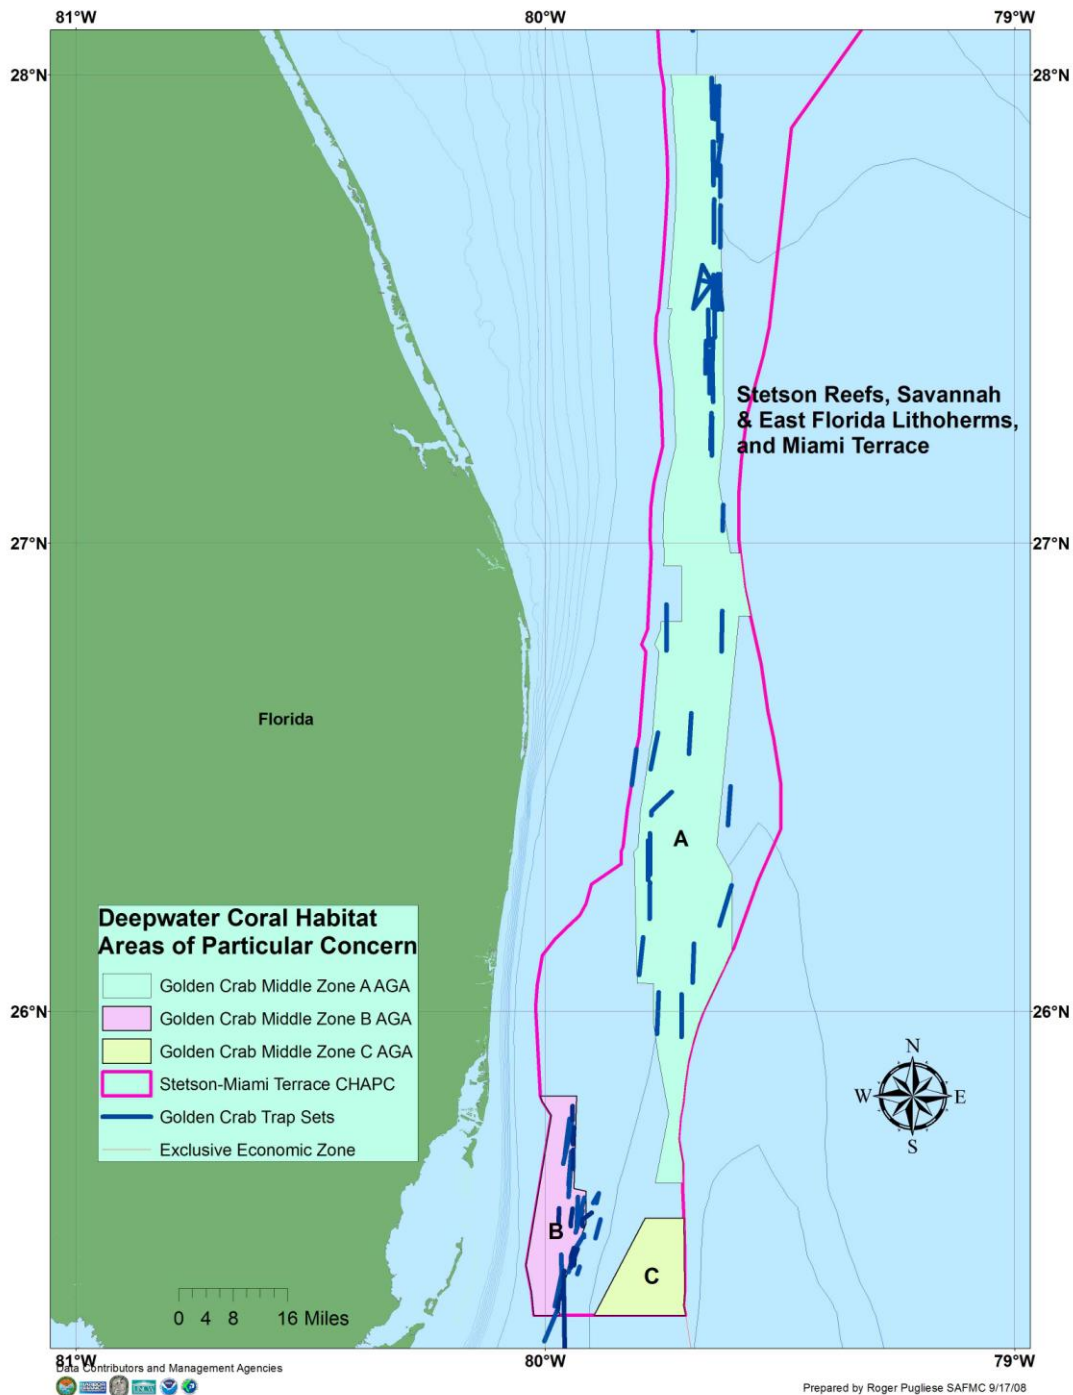 81°W 80°W 79°W
28°N 28°N
Stetson Reefs, Savannah
& East Florida Lithoherms,
and Miami Terrace
27°N 27°N
Florida
A
Deepwater Coral Habitat
Areas of Particular Concern
Golden Crab Middle Zone A AGA
Golden Crab Middle Zone B AGA
Golden Crab Middle Zone C AGA
Stetson-Miami Terrace CHAPC
Golden Crab Trap Sets
Exclusive Economic Zone
26°N 26°N
N
W E
S
B
C
0 4 8 16 Miles
81°W 80°W 79°W
Data Contributors and Management Agencies
Prepared by Roger Pugliese SAFMC 9/17/08